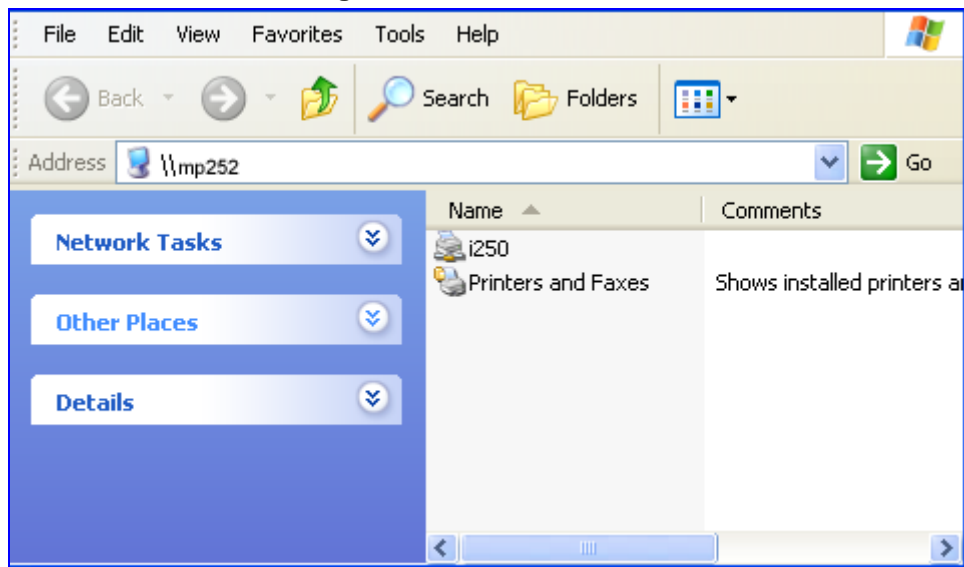 File Edit View Favorites Tools Help
Back Search Folders
Address \\mp252 Go
Name Comments
Network Tasks
i250
Printers and Faxes Shows installed printers
Other Places
Details